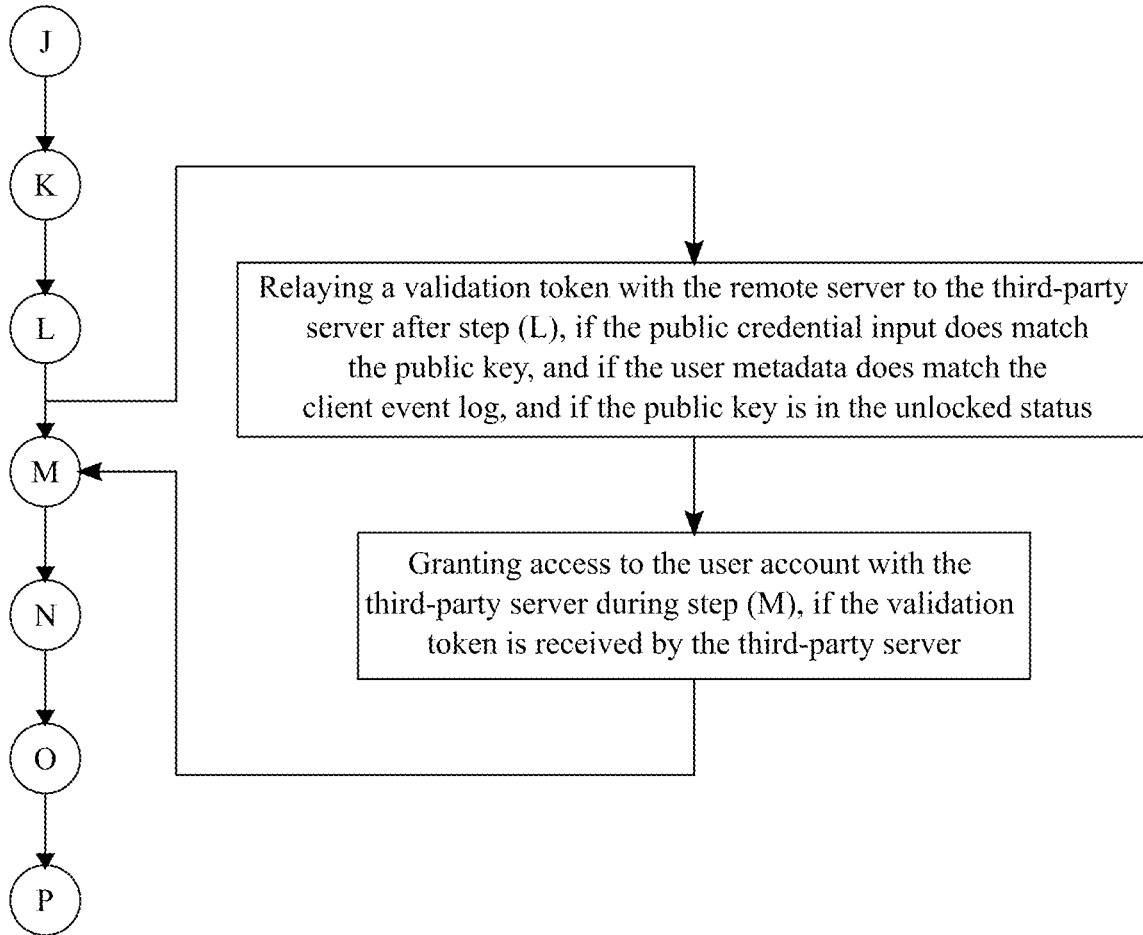 J
K
L
Relaying a validation token with the remote server to the third-party
server after step (L), if the public credential input does match
the public key, and if the user metadata does match the
client event log, and if the public key is in the unlocked status
M
Granting access to the user account with the
third-party server during step (M), if the validation
token is received by the third-party server
N
O
P